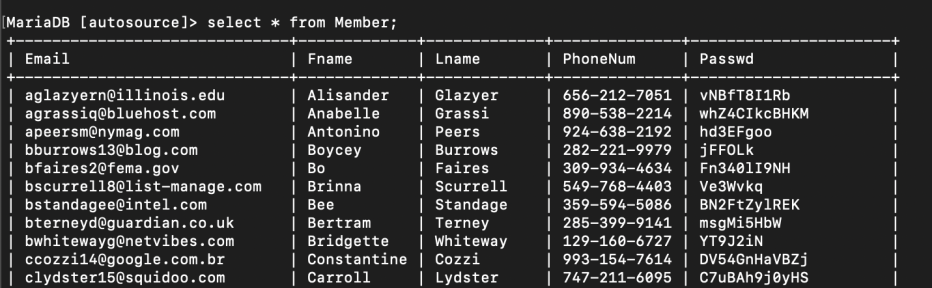 MariaDB [autosource]> select * from Member;
| Email | Fname | Lname | PhoneNum | Passwd |
| aglazyern@illinois.edu | Alisander | Glazyer | 656-212-7051 | vNBfT8I1Rb
| agrassiq@bluehost.com | Anabelle | Grassi | 890-538-2214 | whZ4CIkcBHKM
| apeersm@nymag.com | Antonino | Peers | 924-638-2192 | hd3EFgoo
| bburrows13@blog.com | Boycey | Burrows | 282-221-9979 | jFFOLk
| bfaires2@fema.gov | Bo | Faires | 309-934-4634 | Fn340lI9NH
| bscurrell8@list-manage.com | Brinna | Scurrell | 549-768-4403 | Ve3Wvkq
| bstandagee@intel.com | Bee | Standage | 359-594-5086 | BN2FtZylREK
| bterneyd@guardian.co.uk | Bertram | Terney | 285-399-9141 | msgMi5HbW
| bwhitewayg@netvibes.com | Bridgette | Whiteway | 129-160-6727 | YT9J2iN
| ccozzi14@google.com.br | Constantine | Cozzi | 993-154-7614 | DV54GnHaVBZj
| clydster15@squidoo.com | Carroll | Lydster | 747-211-6095 | C7uBAh9j0yHS